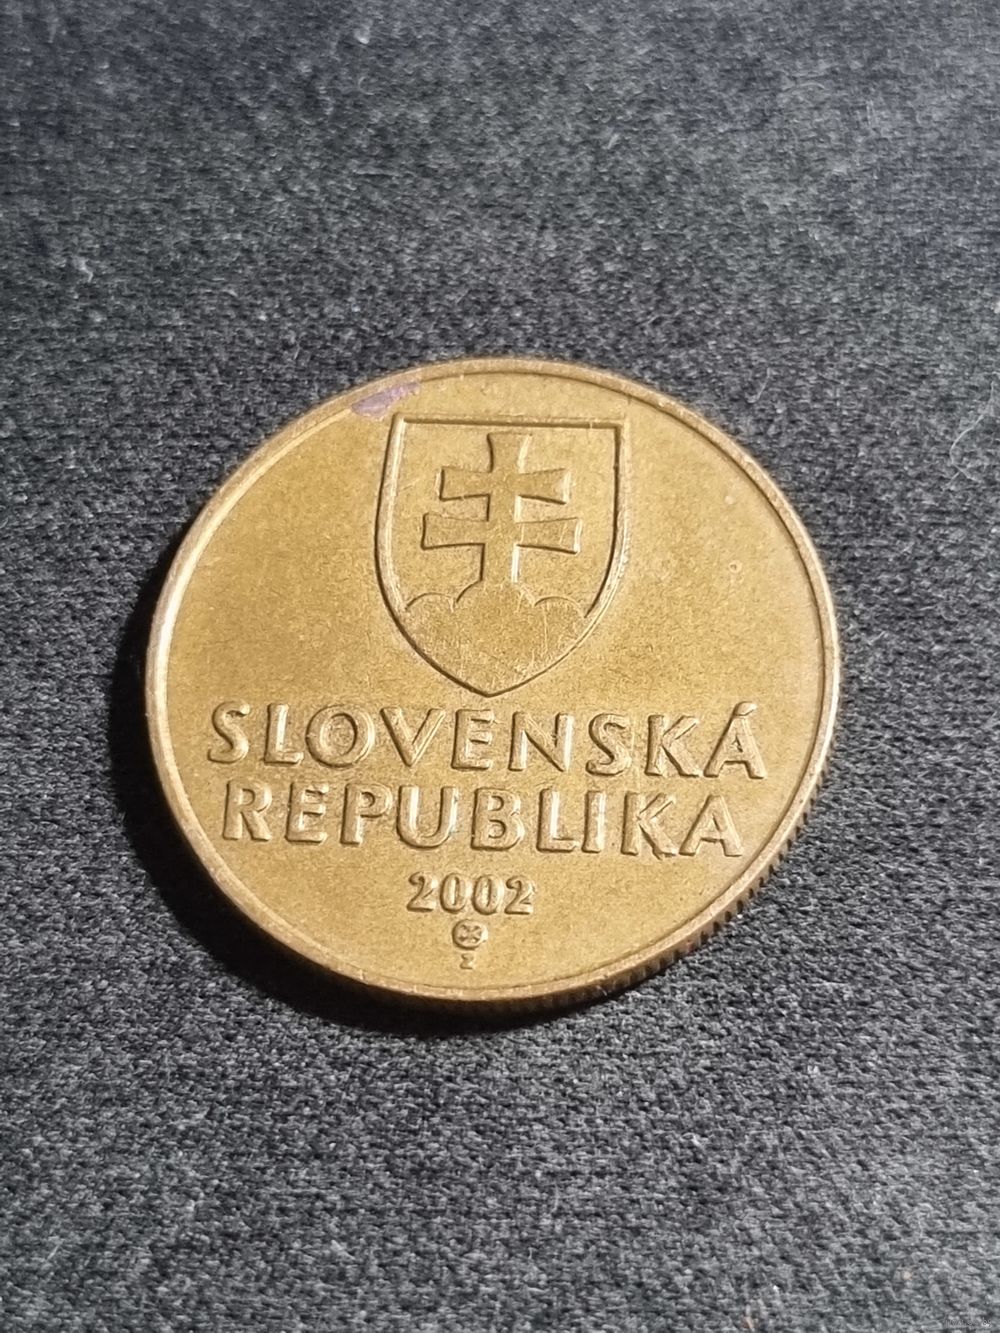 SLOVENSKÁ
REPUBLIKA
2002
Z